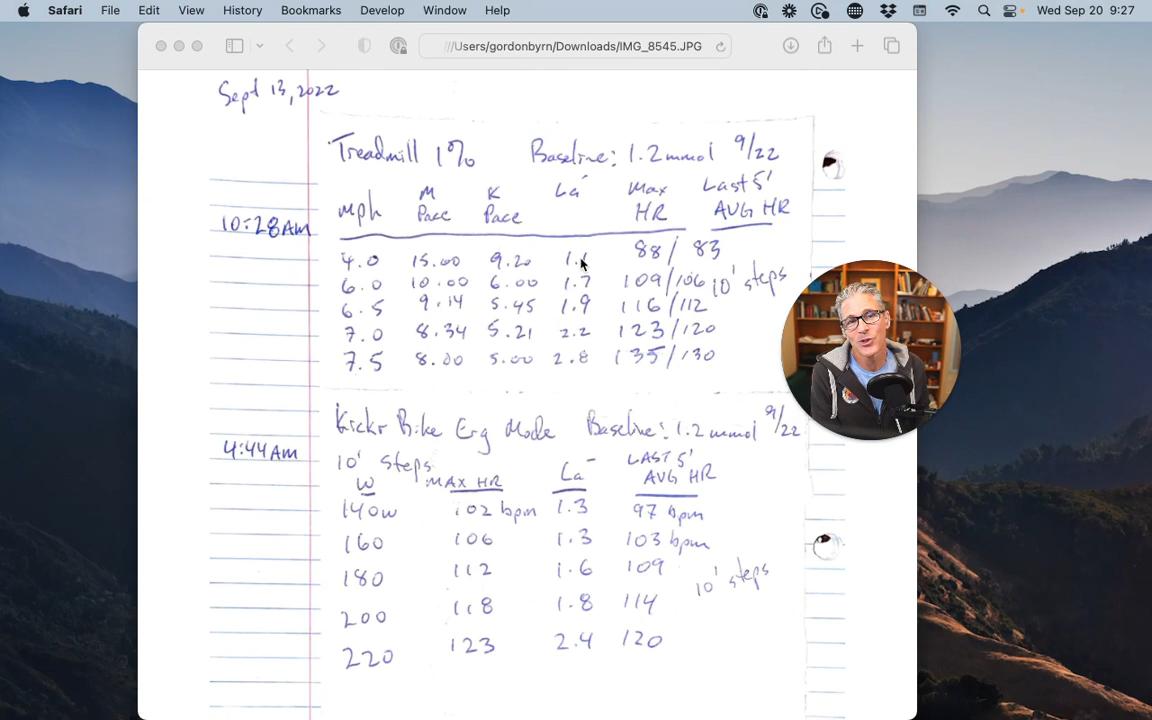 Safari File Edit View History Bookmarks Develop Window Help Wed Sep 20 9:27
///Users/gordonbyrn/Downloads/IMG_8545.JPG
Sept 13, 2022
Treadmill 1% Baseline: 1.2 mmol 9/22
mph M Pace K Pace La⁻ Max HR Last 5' AVG HR
10:28AM
4.0 15.00 9.20 88/ 83
6.0 10.00 6.00 1.7 109/106 10' steps
6.5 9.14 5.45 1.9 116/112
7.0 8.34 5.21 2.2 123/120
7.5 8.00 5.00 2.8 135/130
Kickr Bike Erg Mode Baseline: 1.2 mmol 9/22
4:44AM
10' steps
W MAX HR La⁻ LAST 5' AVG HR
140w 102 bpm 1.3 97 bpm
160 106 1.3 103 bpm
180 112 1.6 109
10' steps
200 118 1.8 114
220 123 2.4 120